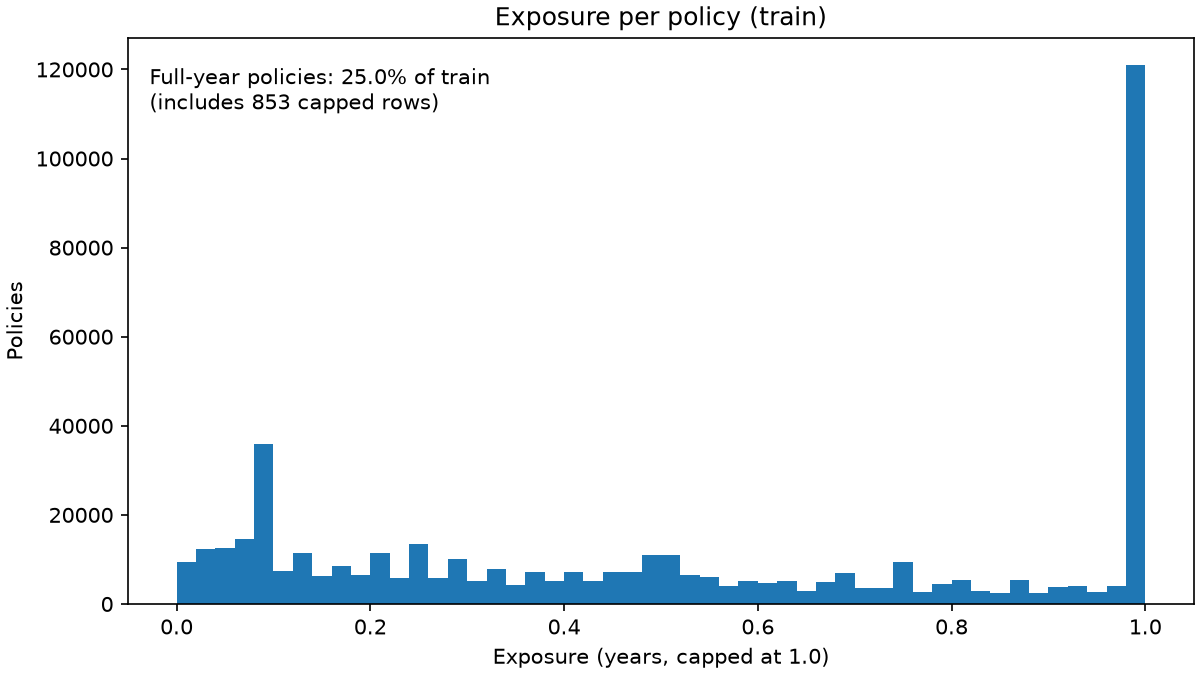 Exposure per policy (train)
Full-year policies: 25.0% of train
(includes 853 capped rows)
Policies
120000
100000
80000
60000
40000
20000
0
0.0 0.2 0.4 0.6 0.8 1.0
Exposure (years, capped at 1.0)